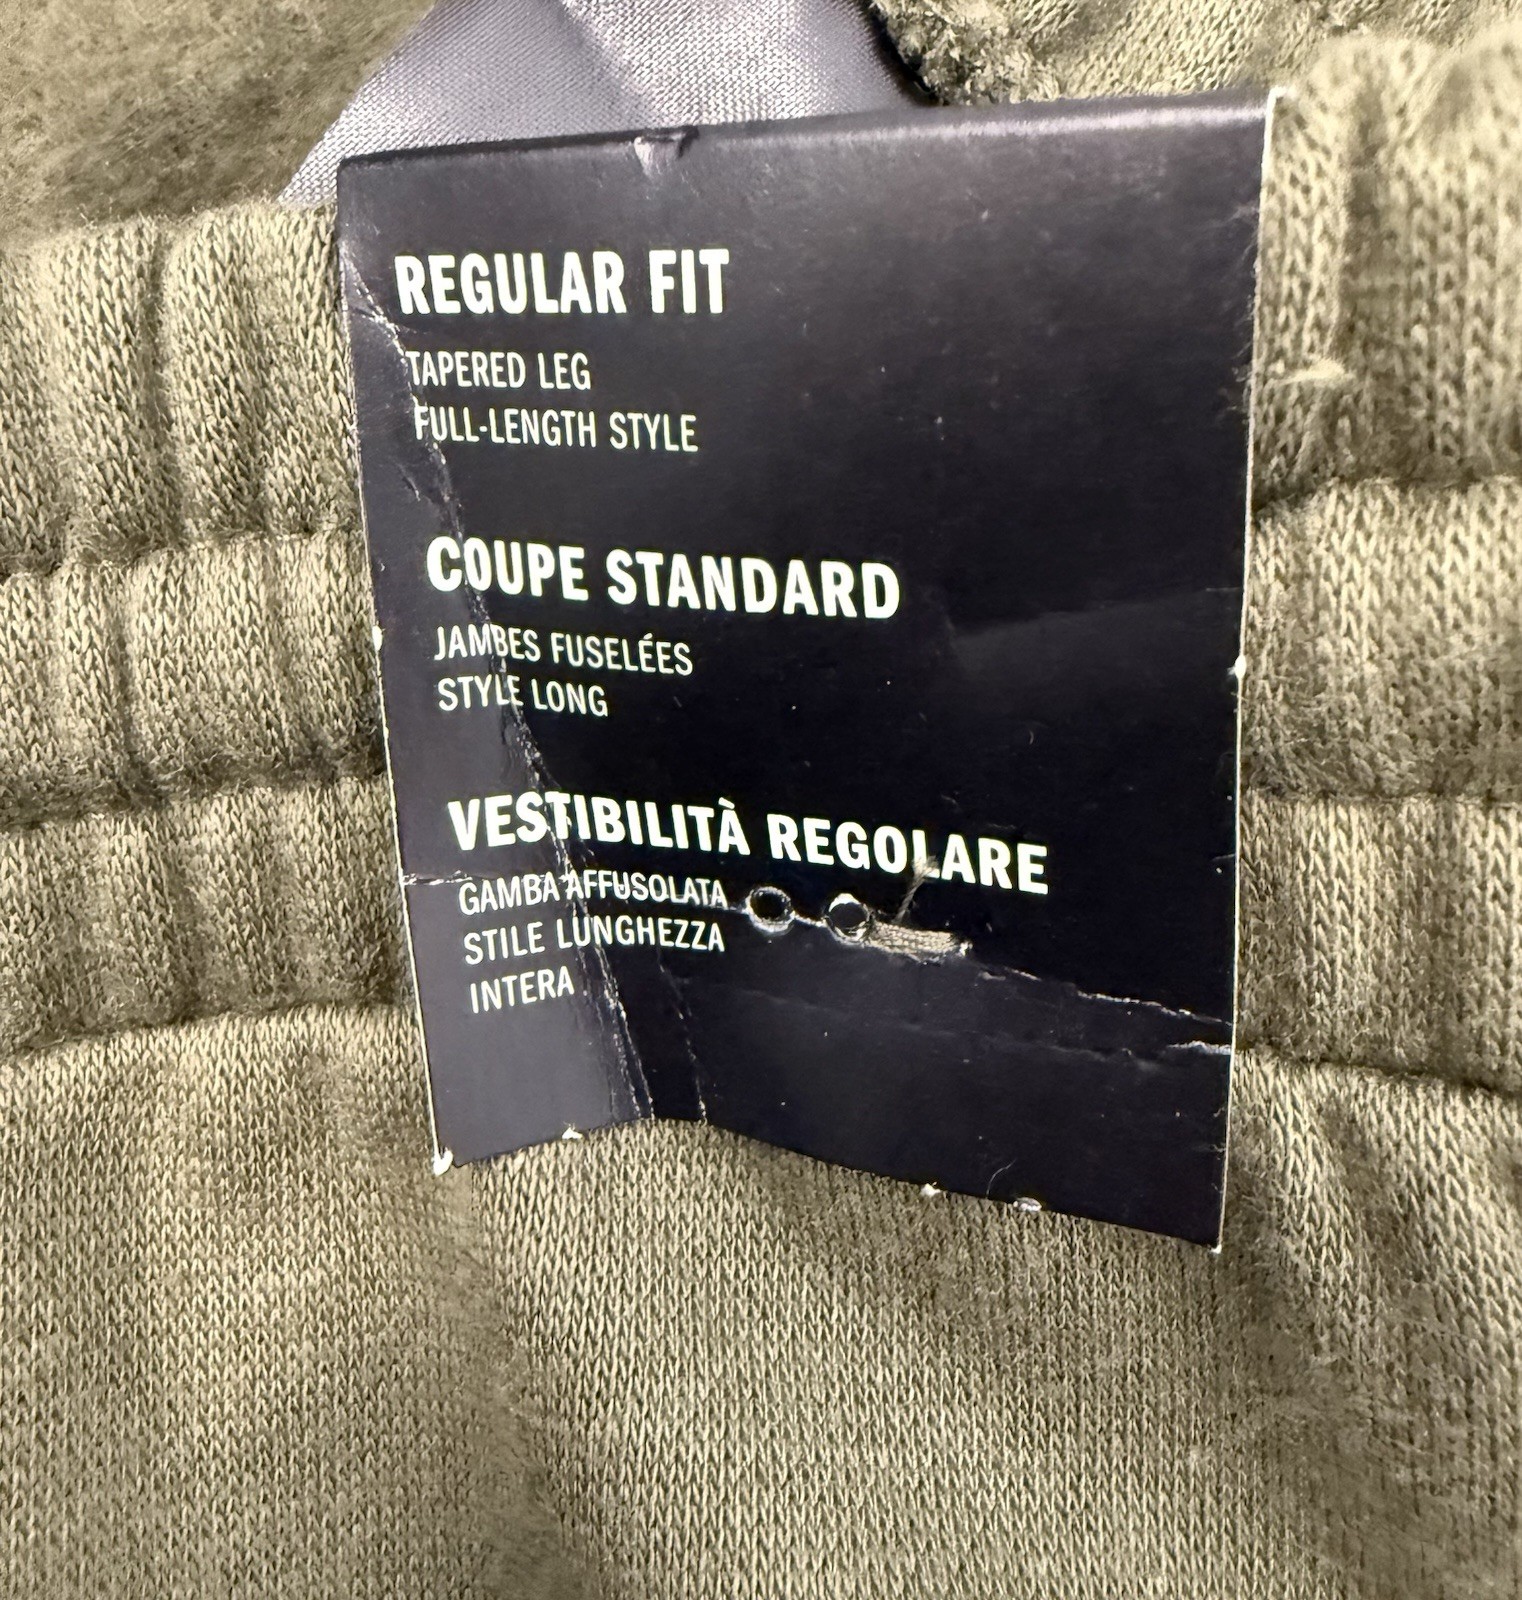 REGULAR FIT
TAPERED LEG
FULL-LENGTH STYLE
COUPE STANDARD
JAMBES FUSELÉES
STYLE LONG
VESTIBILITÀ REGOLARE
GAMBA AFFUSOLATA
STILE LUNGHEZZA
INTERA